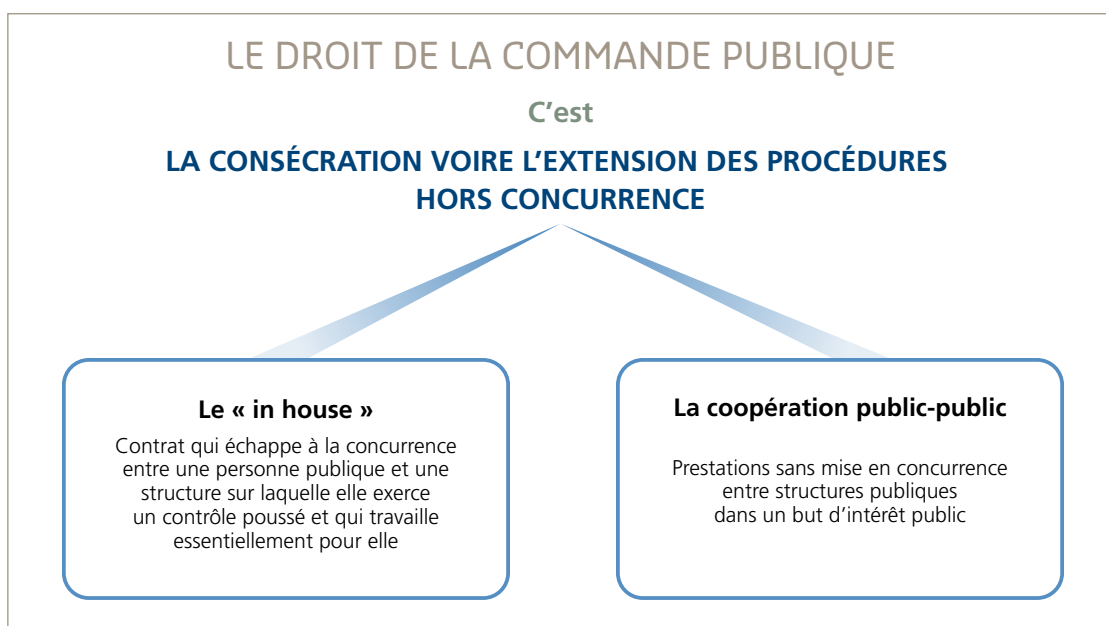 LE DROIT DE LA COMMANDE PUBLIQUE
C’est
LA CONSÉCRATION VOIRE L’EXTENSION DES PROCÉDURES
HORS CONCURRENCE
Le « in house »
Contrat qui échappe à la concurrence
entre une personne publique et une
structure sur laquelle elle exerce
un contrôle poussé et qui travaille
essentiellement pour elle
La coopération public-public
Prestations sans mise en concurrence
entre structures publiques
dans un but d’intérêt public